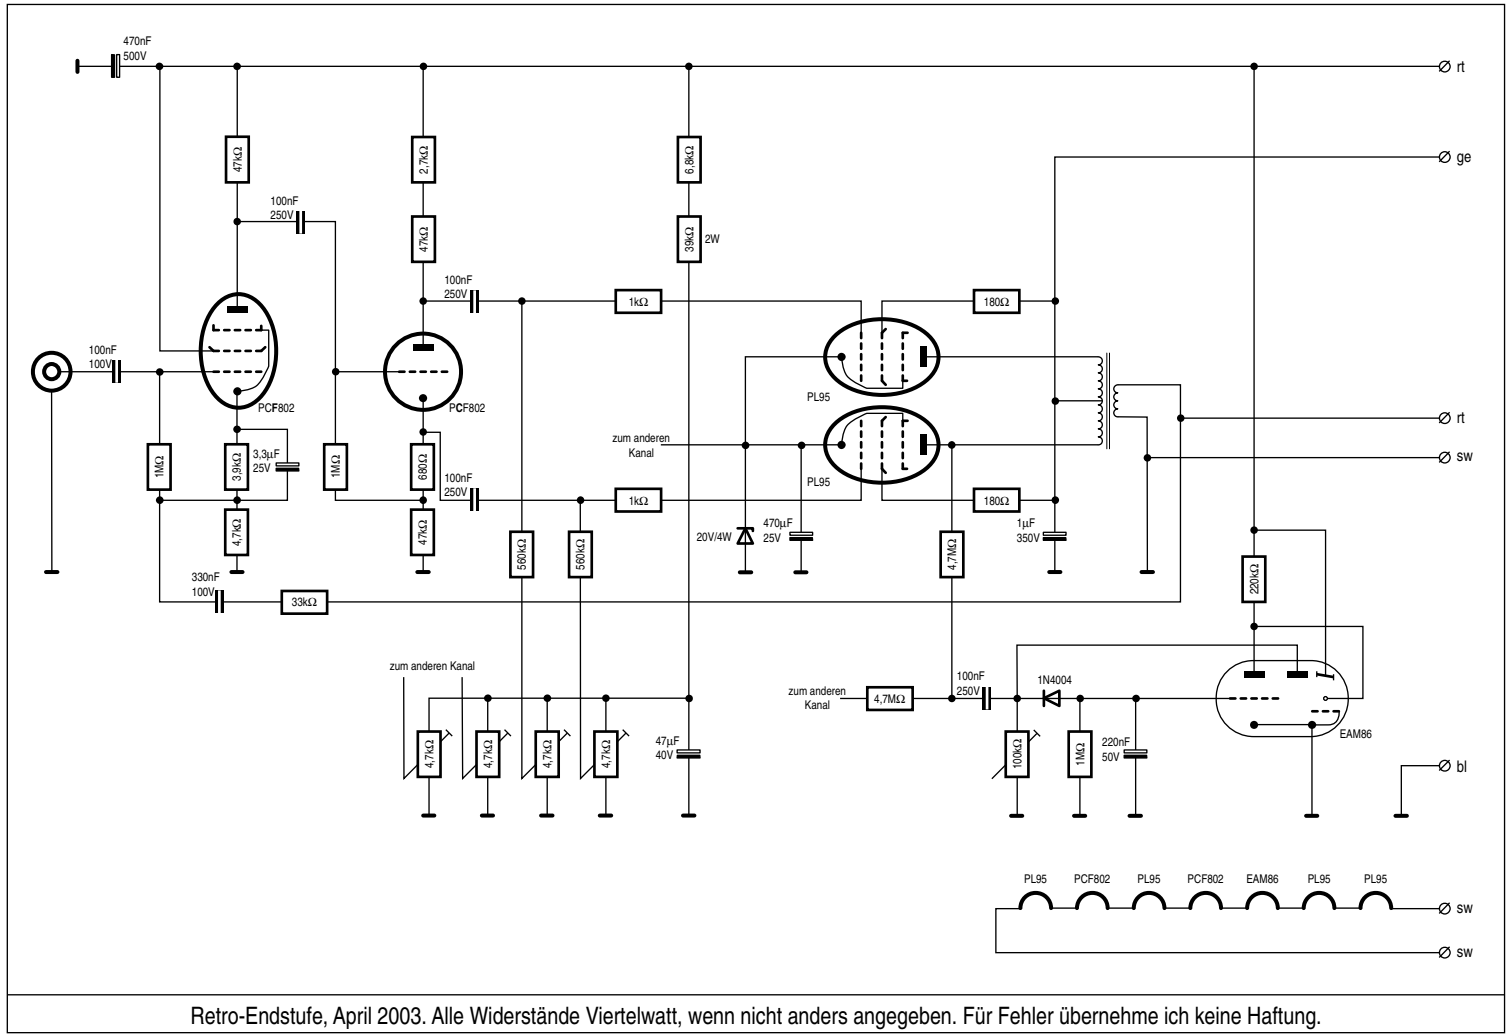 470nF
500V
rt
47kΩ
2,7kΩ
6,8kΩ
ge
100nF
250V
47kΩ
39kΩ
2W
100nF
250V
1kΩ
180Ω
100nF
100V
PCF802
PCF802
PL95
rt
zum anderen
Kanal
sw
1MΩ
3,9kΩ
3,3µF
25V
1MΩ
680Ω
100nF
250V
1kΩ
PL95
180Ω
4,7kΩ
47kΩ
560kΩ
560kΩ
20V/4W
470µF
25V
4,7MΩ
1µF
350V
220kΩ
330nF
100V
33kΩ
zum anderen Kanal
zum anderen
Kanal
4,7MΩ
100nF
250V
1N4004
EAM86
4,7kΩ
4,7kΩ
4,7kΩ
4,7kΩ
47µF
40V
100kΩ
1MΩ
220nF
50V
bl
PL95 PCF802 PL95 PCF802 EAM86 PL95 PL95
sw
sw
Retro-Endstufe, April 2003. Alle Widerstände Viertelwatt, wenn nicht anders angegeben. Für Fehler übernehme ich keine Haftung.